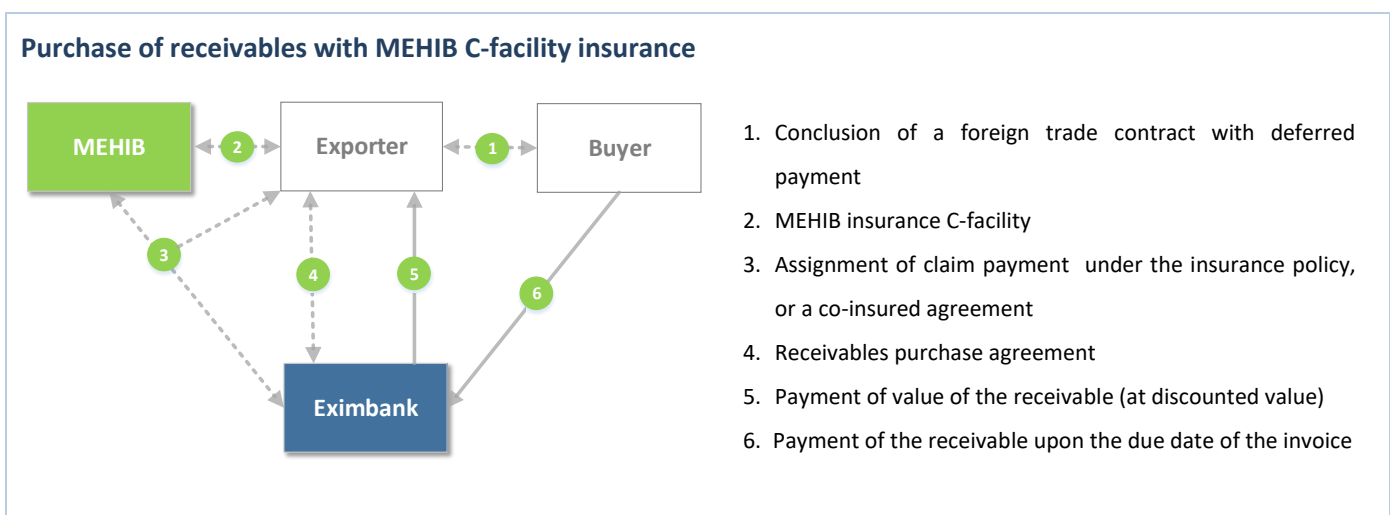 Purchase of receivables with MEHIB C-facility insurance
MEHIB
2
Exporter
1
Buyer
3
4
5
6
Eximbank
1. Conclusion of a foreign trade contract with deferred
payment
2. MEHIB insurance C-facility
3. Assignment of claim payment under the insurance policy,
or a co-insured agreement
4. Receivables purchase agreement
5. Payment of value of the receivable (at discounted value)
6. Payment of the receivable upon the due date of the invoice